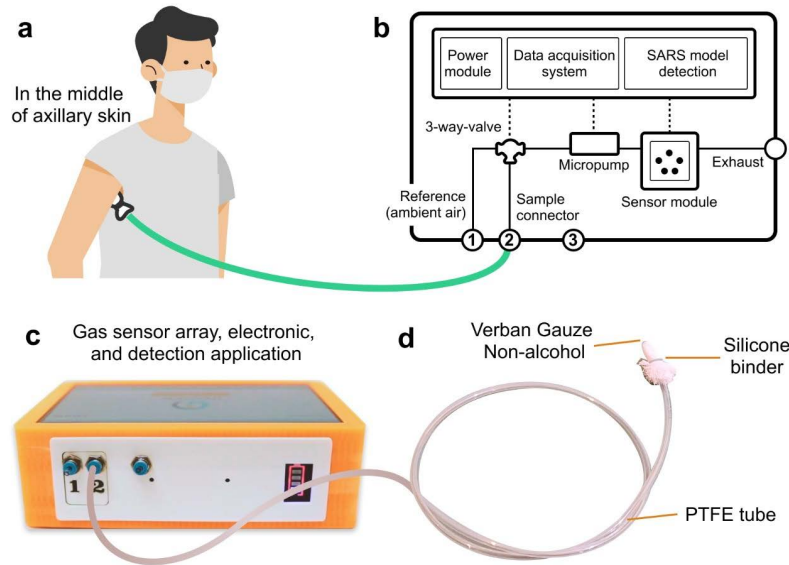 a
In the middle
of axillary skin
b
Power
module
Data acquisition
system
SARS model
detection
3-way-valve
Micropump
Exhaust
Reference
(ambient air)
Sample
connector
Sensor module
1
2
3
c
Gas sensor array, electronic,
and detection application
1 2
d
Verban Gauze
Non-alcohol
Silicone
binder
PTFE tube